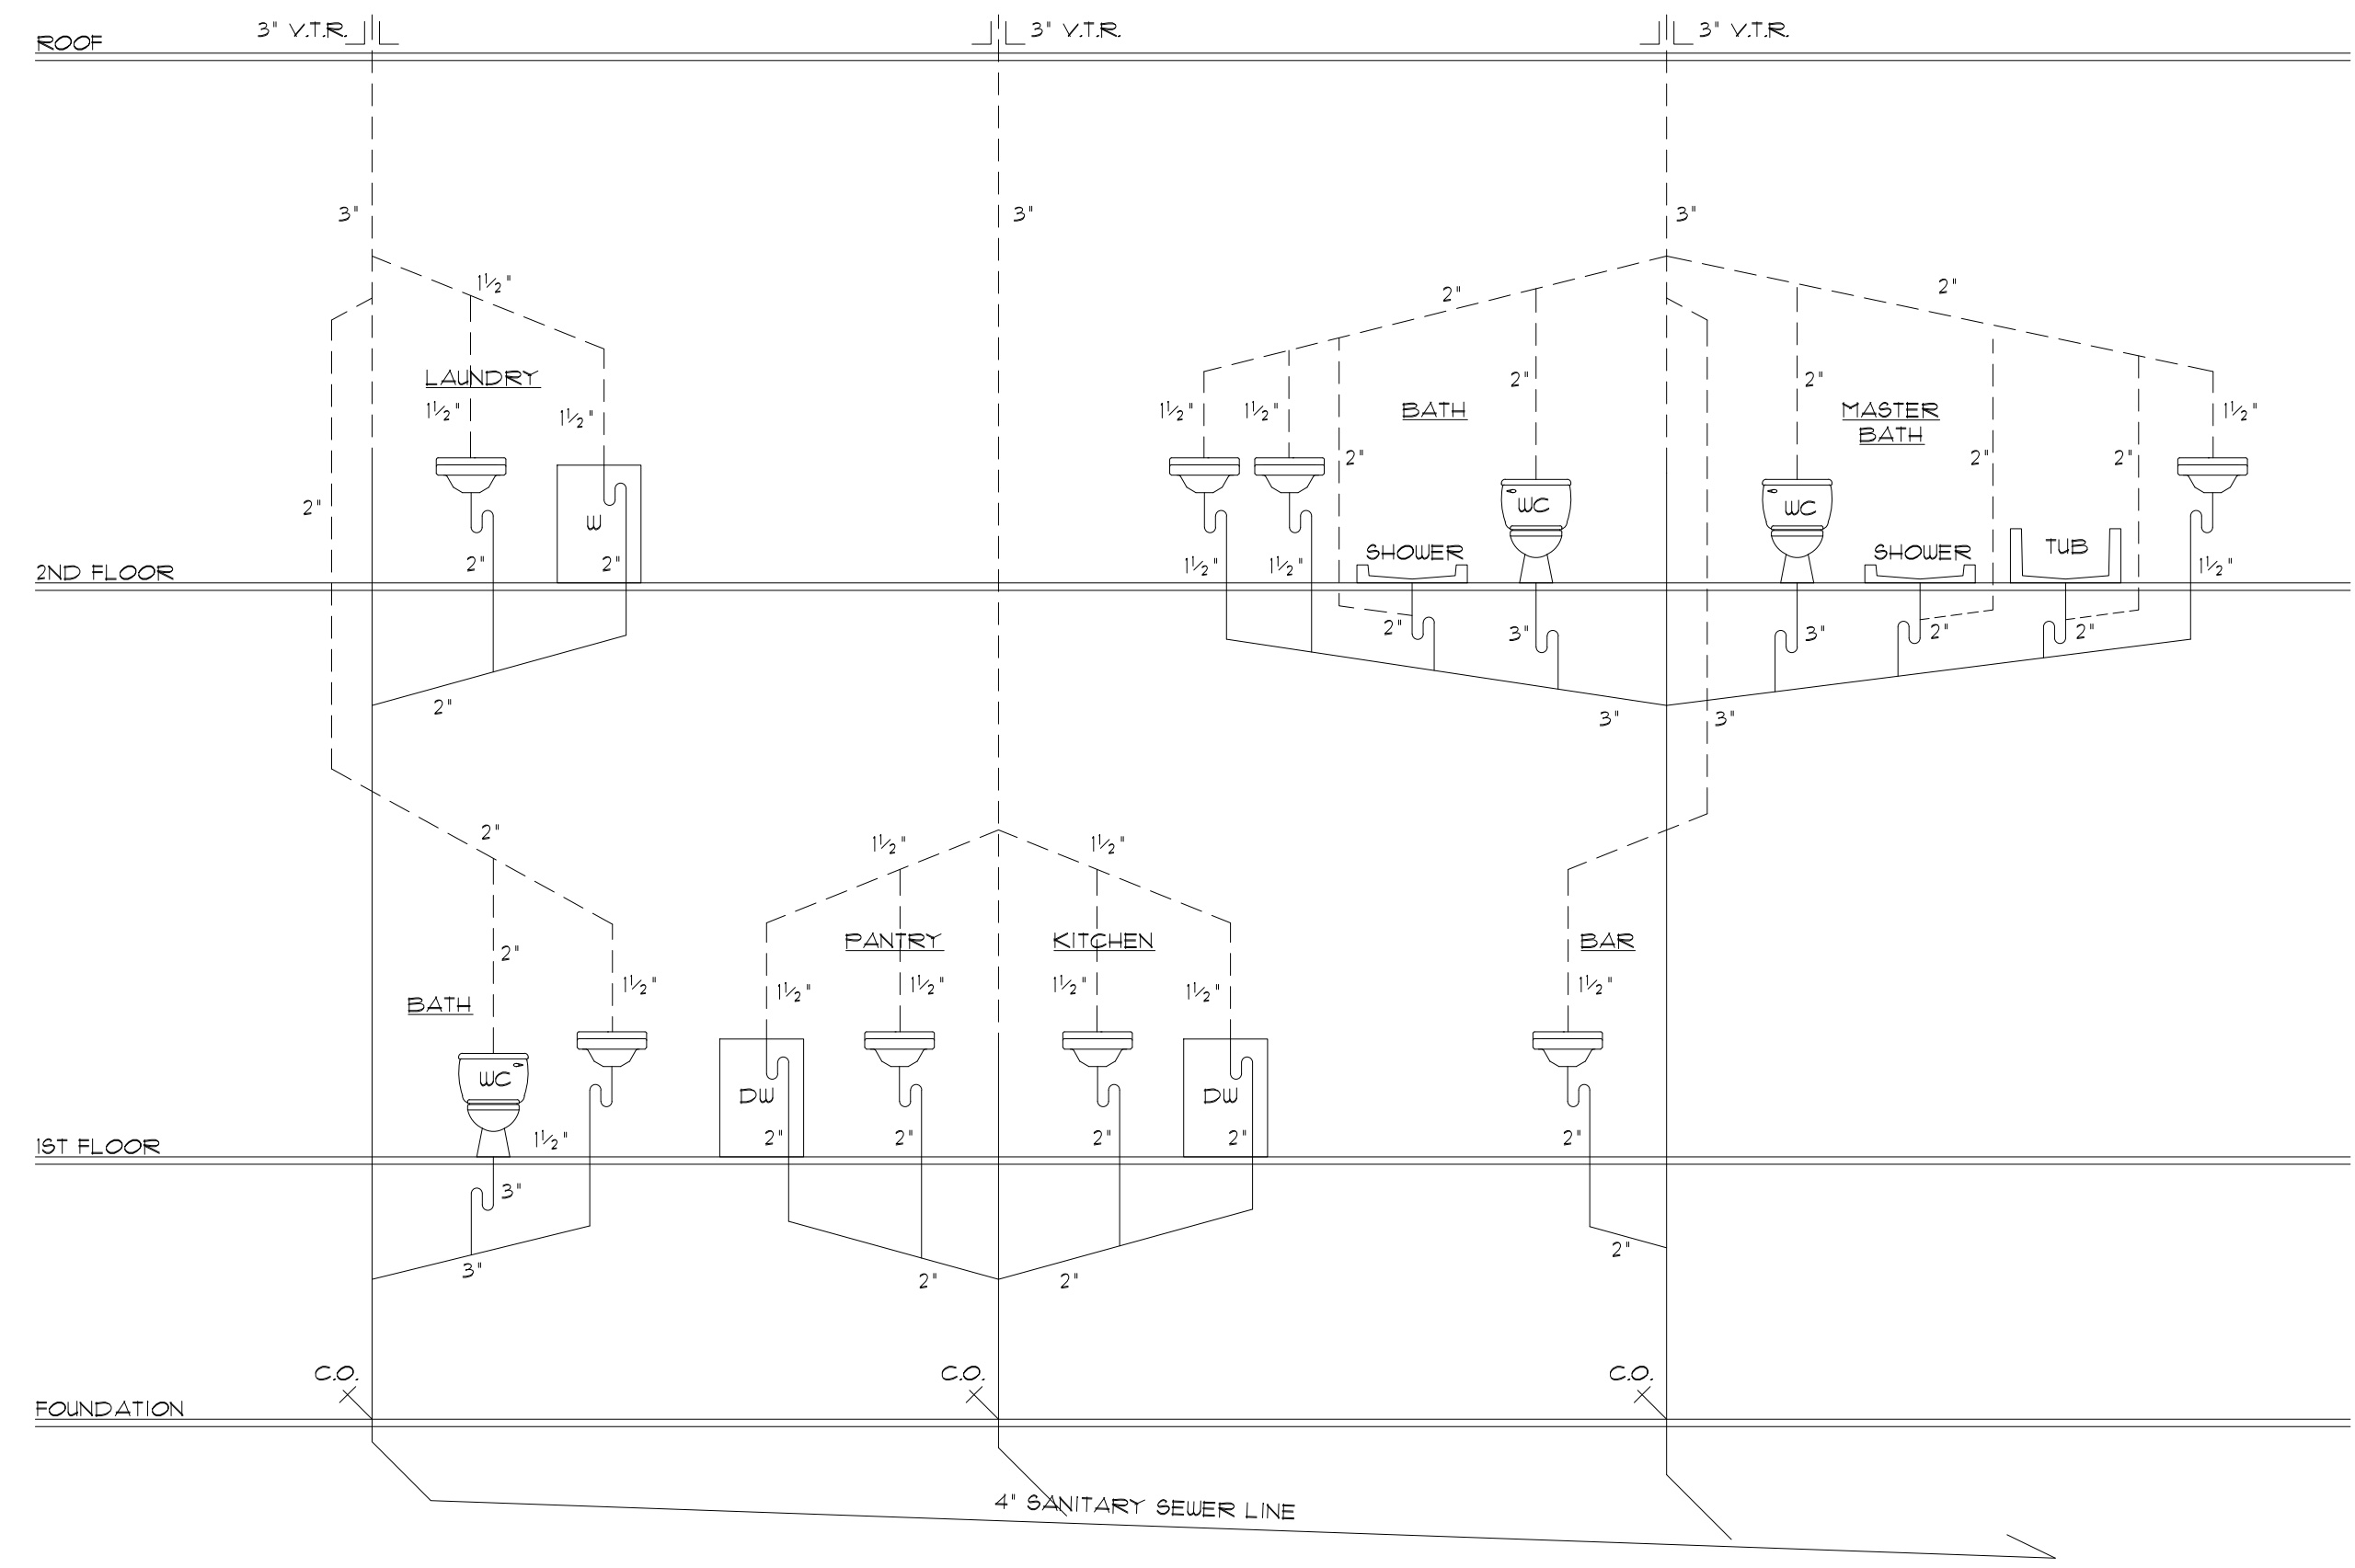 3" V.T.R.
3" V.T.R.
3" V.T.R.
ROOF
3"
3"
3"
1½"
2"
2"
LAUNDRY
2"
2"
1½"
1½"
1½"
1½"
BATH
MASTER
BATH
1½"
2"
2"
2"
2"
W
WC
WC
2"
2"
1½"
1½"
SHOWER
SHOWER
TUB
1½"
2ND FLOOR
2"
3"
3"
2"
2"
2"
3"
3"
2"
1½"
1½"
2"
PANTRY
KITCHEN
BAR
1½"
1½"
1½"
1½"
1½"
1½"
BATH
WC
DW
DW
1½"
2"
2"
2"
2"
2"
1ST FLOOR
3"
3"
2"
2"
2"
C.O.
C.O.
C.O.
FOUNDATION
4" SANITARY SEWER LINE